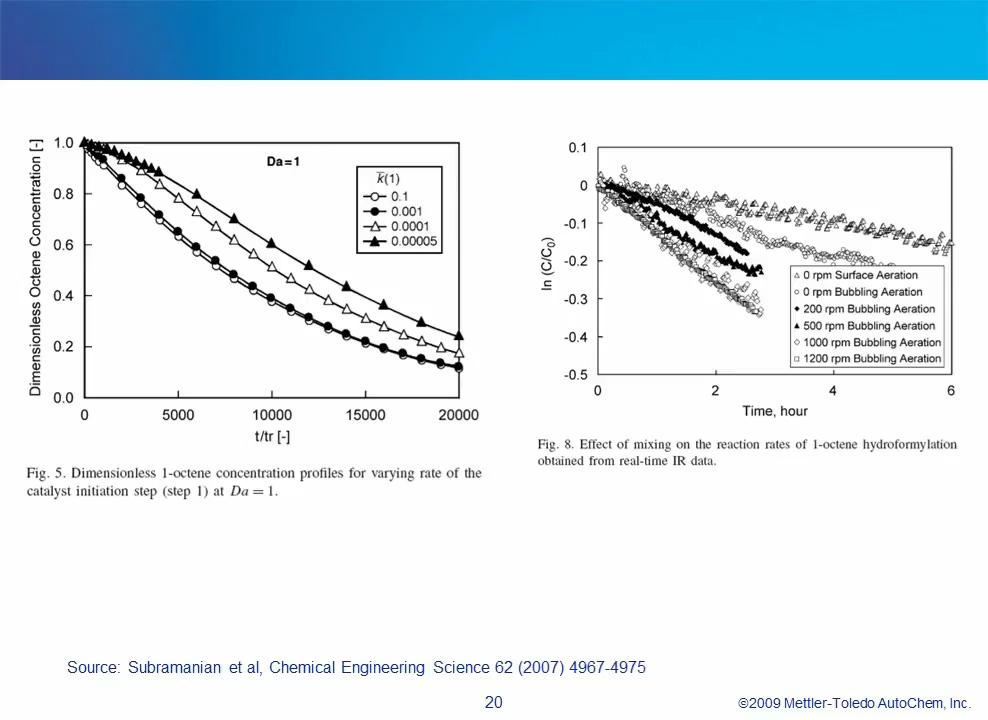 Dimensionless Octene Concentration [-]
1.0
0.8
0.6
0.4
0.2
0.0
Da=1
k̅(1)
0.1
0.001
0.0001
0.00005
0 5000 10000 15000 20000
t/tr [-]
Fig. 5. Dimensionless 1-octene concentration profiles for varying rate of the
catalyst initiation step (step 1) at Da = 1.
ln (C/C0)
0.1
0
-0.1
-0.2
-0.3
-0.4
-0.5
0 rpm Surface Aeration
0 rpm Bubbling Aeration
200 rpm Bubbling Aeration
500 rpm Bubbling Aeration
1000 rpm Bubbling Aeration
1200 rpm Bubbling Aeration
0 2 4 6
Time, hour
Fig. 8. Effect of mixing on the reaction rates of 1-octene hydroformylation
obtained from real-time IR data.
Source: Subramanian et al, Chemical Engineering Science 62 (2007) 4967-4975
20
©2009 Mettler-Toledo AutoChem, Inc.